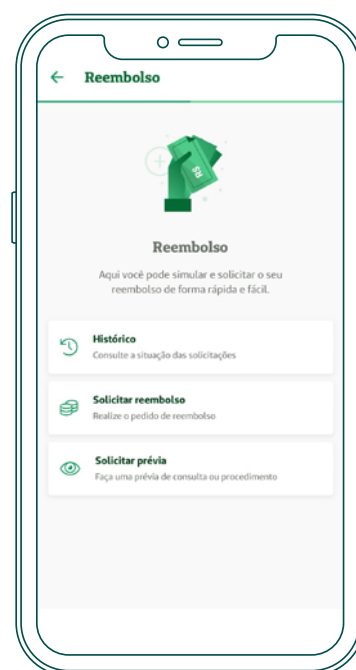 Reembolso
R$
Reembolso
Aqui você pode simular e solicitar o seu
reembolso de forma rápida e fácil.
Histórico
Consulte a situação das solicitações
Solicitar reembolso
Realize o pedido de reembolso
Solicitar prévia
Faça uma prévia de consulta ou procedimento